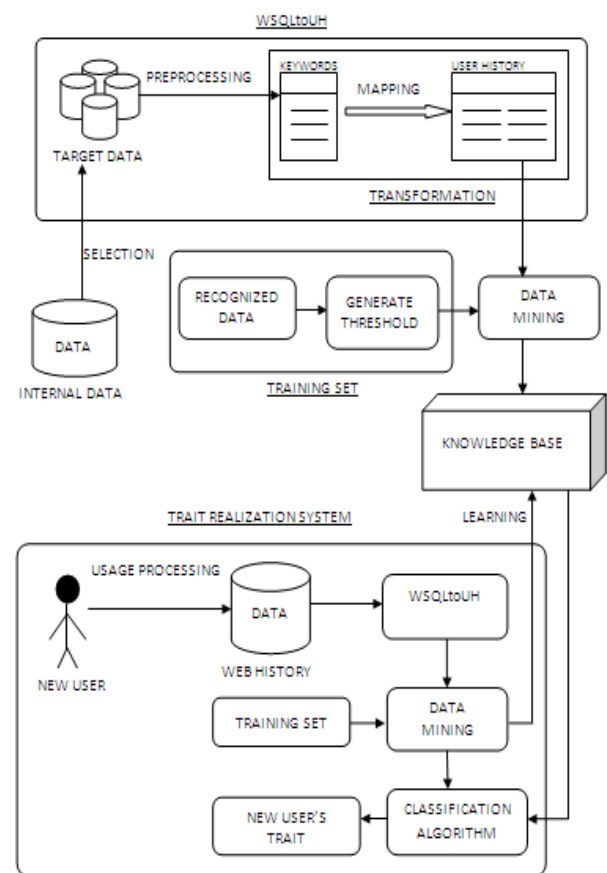 WSQLtoUH
KEYWORDS
USER HISTORY
PREPROCESSING
MAPPING
TARGET DATA
TRANSFORMATION
SELECTION
RECOGNIZED
DATA
GENERATE
THRESHOLD
DATA
MINING
DATA
INTERNAL DATA
TRAINING SET
KNOWLEDGE BASE
TRAIT REALIZATION SYSTEM
LEARNING
USAGE PROCESSING
DATA
WSQLtoUH
WEB HISTORY
NEW USER
TRAINING SET
DATA
MINING
NEW USER'S
TRAIT
CLASSIFICATION
ALGORITHM